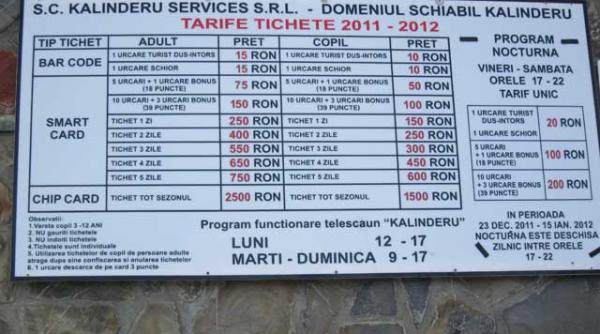 S.C. KALINDERU SERVICES S.R.L. - DOMENIUL SCHIABIL KALINDERU
TARIFE TICHETE 2011 - 2012
TIP TICHET ADULT PRET COPIL PRET
BAR CODE 1 URCARE TURIST DUS-INTORS 15 RON 1 URCARE TURIST DUS-INTORS 10 RON
1 URCARE SCHIOR 15 RON 1 URCARE SCHIOR 10 RON
SMART CARD 5 URCARI + 1 URCARE BONUS (18 PUNCTE) 75 RON 5 URCARI + 1 URCARE BONUS (18 PUNCTE) 50 RON
10 URCARI + 3 URCARI BONUS (39 PUNCTE) 150 RON 10 URCARI + 3 URCARI BONUS (39 PUNCTE) 100 RON
TICHET 1 ZI 250 RON TICHET 1 ZI 150 RON
TICHET 2 ZILE 400 RON TICHET 2 ZILE 250 RON
TICHET 3 ZILE 550 RON TICHET 3 ZILE 300 RON
TICHET 4 ZILE 650 RON TICHET 4 ZILE 450 RON
TICHET 5 ZILE 750 RON TICHET 5 ZILE 600 RON
CHIP CARD TICHET TOT SEZONUL 2500 RON TICHET TOT SEZONUL 1500 RON
PROGRAM
NOCTURNA
VINERI - SAMBATA
ORELE 17 - 22
TARIF UNIC
1 URCARE TURIST
DUS-INTORS
1 URCARE SCHIOR
20 RON
5 URCARI
+ 1 URCARE BONUS
(18 PUNCTE)
100 RON
10 URCARI
+ 3 URCARI BONUS
(39 PUNCTE)
200 RON
IN PERIOADA
23 DEC. 2011 - 15 IAN. 2012
NOCTURNA ESTE DESCHISA
ZILNIC INTRE ORELE
17 - 22
Observatii:
1.Varsta copil 3 -12 ANI
2. NU gauriti tichetele
3. NU indoiti tichetele
4.Tichetele sunt individuale
5. Utilizarea tichetelor de copil de persoane adulte
atrage dupa sine confiscarea si anularea tichetelor
6. 1 urcare descarca de pe card 3 puncte
Program functionare telescaun "KALINDERU"
LUNI 12 - 17
MARTI - DUMINICA 9 - 17